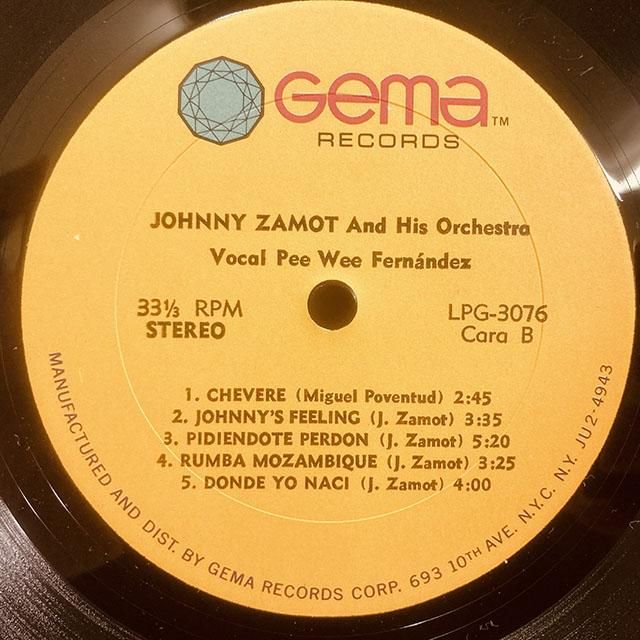 Gema TM
RECORDS
JOHNNY ZAMOT And His Orchestra
Vocal Pee Wee Fernández
33⅓ RPM
STEREO
LPG-3076
Cara B
1. CHEVERE (Miguel Poventud) 2:45
2. JOHNNY'S FEELING (J. Zamot) 3:35
3. PIDIENDOTE PERDON (J. Zamot) 5:20
4. RUMBA MOZAMBIQUE (J. Zamot) 3:25
5. DONDE YO NACI (J. Zamot) 4:00
MANUFACTURED AND DIST. BY GEMA RECORDS CORP. 693 10TH AVE. N.Y.C. N.Y. JU2-4943